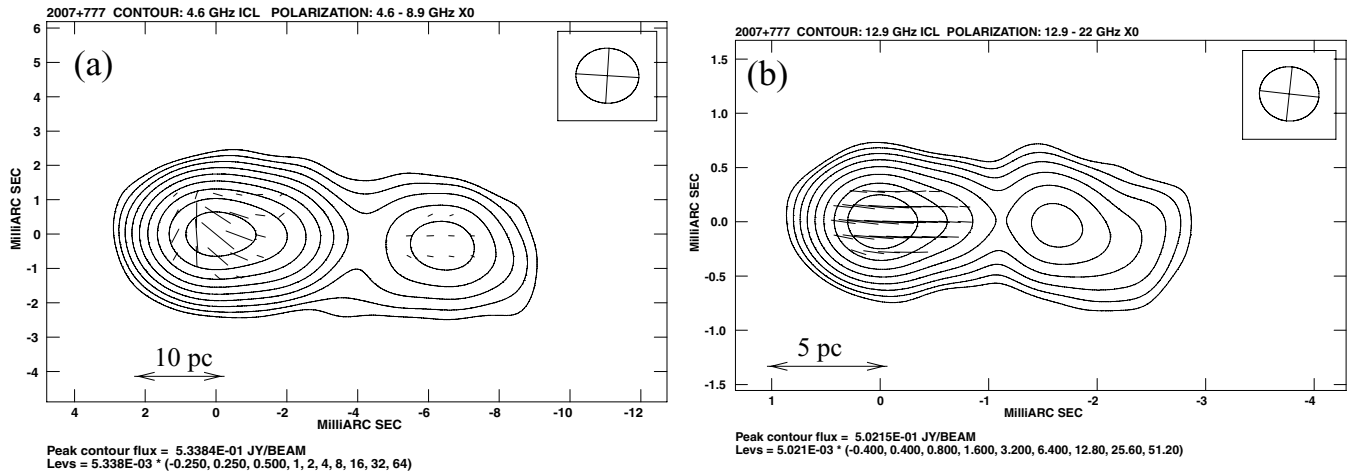 2007+777 CONTOUR: 4.6 GHz ICL POLARIZATION: 4.6 - 8.9 GHz X0
(a)
6
5
4
3
2
1
0
-1
-2
-3
-4
MilliARC SEC
10 pc
4 2 0 -2 -4 -6 -8 -10 -12
MilliARC SEC
Peak contour flux = 5.3384E-01 JY/BEAM
Levs = 5.338E-03 * (-0.250, 0.250, 0.500, 1, 2, 4, 8, 16, 32, 64)
2007+777 CONTOUR: 12.9 GHz ICL POLARIZATION: 12.9 - 22 GHz X0
(b)
1.5
1.0
0.5
0.0
-0.5
-1.0
-1.5
MilliARC SEC
5 pc
1 0 -1 -2 -3 -4
MilliARC SEC
Peak contour flux = 5.0215E-01 JY/BEAM
Levs = 5.021E-03 * (-0.400, 0.400, 0.800, 1.600, 3.200, 6.400, 12.80, 25.60, 51.20)